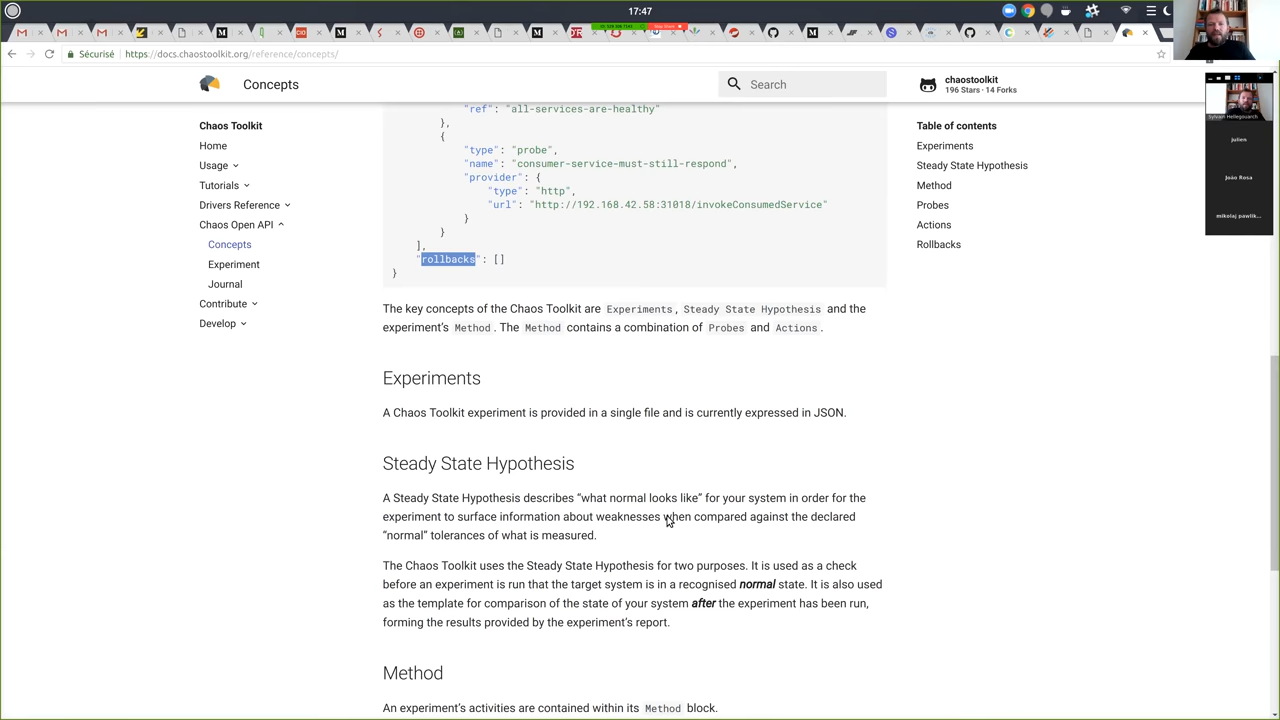 17:47
Sécurisé
https://docs.chaostoolkit.org/reference/concepts/
Concepts
Search
chaostoolkit
196 Stars · 14 Forks
Chaos Toolkit
Home
Usage
Tutorials
Drivers Reference
Chaos Open API
Concepts
Experiment
Journal
Contribute
Develop
"ref": "all-services-are-healthy"
},
{
"type": "probe",
"name": "consumer-service-must-still-respond",
"provider": {
"type": "http",
"url": "http://192.168.42.58:31018/invokeConsumedService"
}
}
],
"rollbacks": []
}
The key concepts of the Chaos Toolkit are Experiments, Steady State Hypothesis and the
experiment's Method. The Method contains a combination of Probes and Actions.
Experiments
A Chaos Toolkit experiment is provided in a single file and is currently expressed in JSON.
Steady State Hypothesis
A Steady State Hypothesis describes “what normal looks like” for your system in order for the
experiment to surface information about weaknesses when compared against the declared
“normal” tolerances of what is measured.
The Chaos Toolkit uses the Steady State Hypothesis for two purposes. It is used as a check
before an experiment is run that the target system is in a recognised normal state. It is also used
as the template for comparison of the state of your system after the experiment has been run,
forming the results provided by the experiment's report.
Method
An experiment's activities are contained within its Method block.
Table of contents
Experiments
Steady State Hypothesis
Method
Probes
Actions
Rollbacks
Sylvain Hellegouarch
julien
João Rosa
mikolaj pawlik...